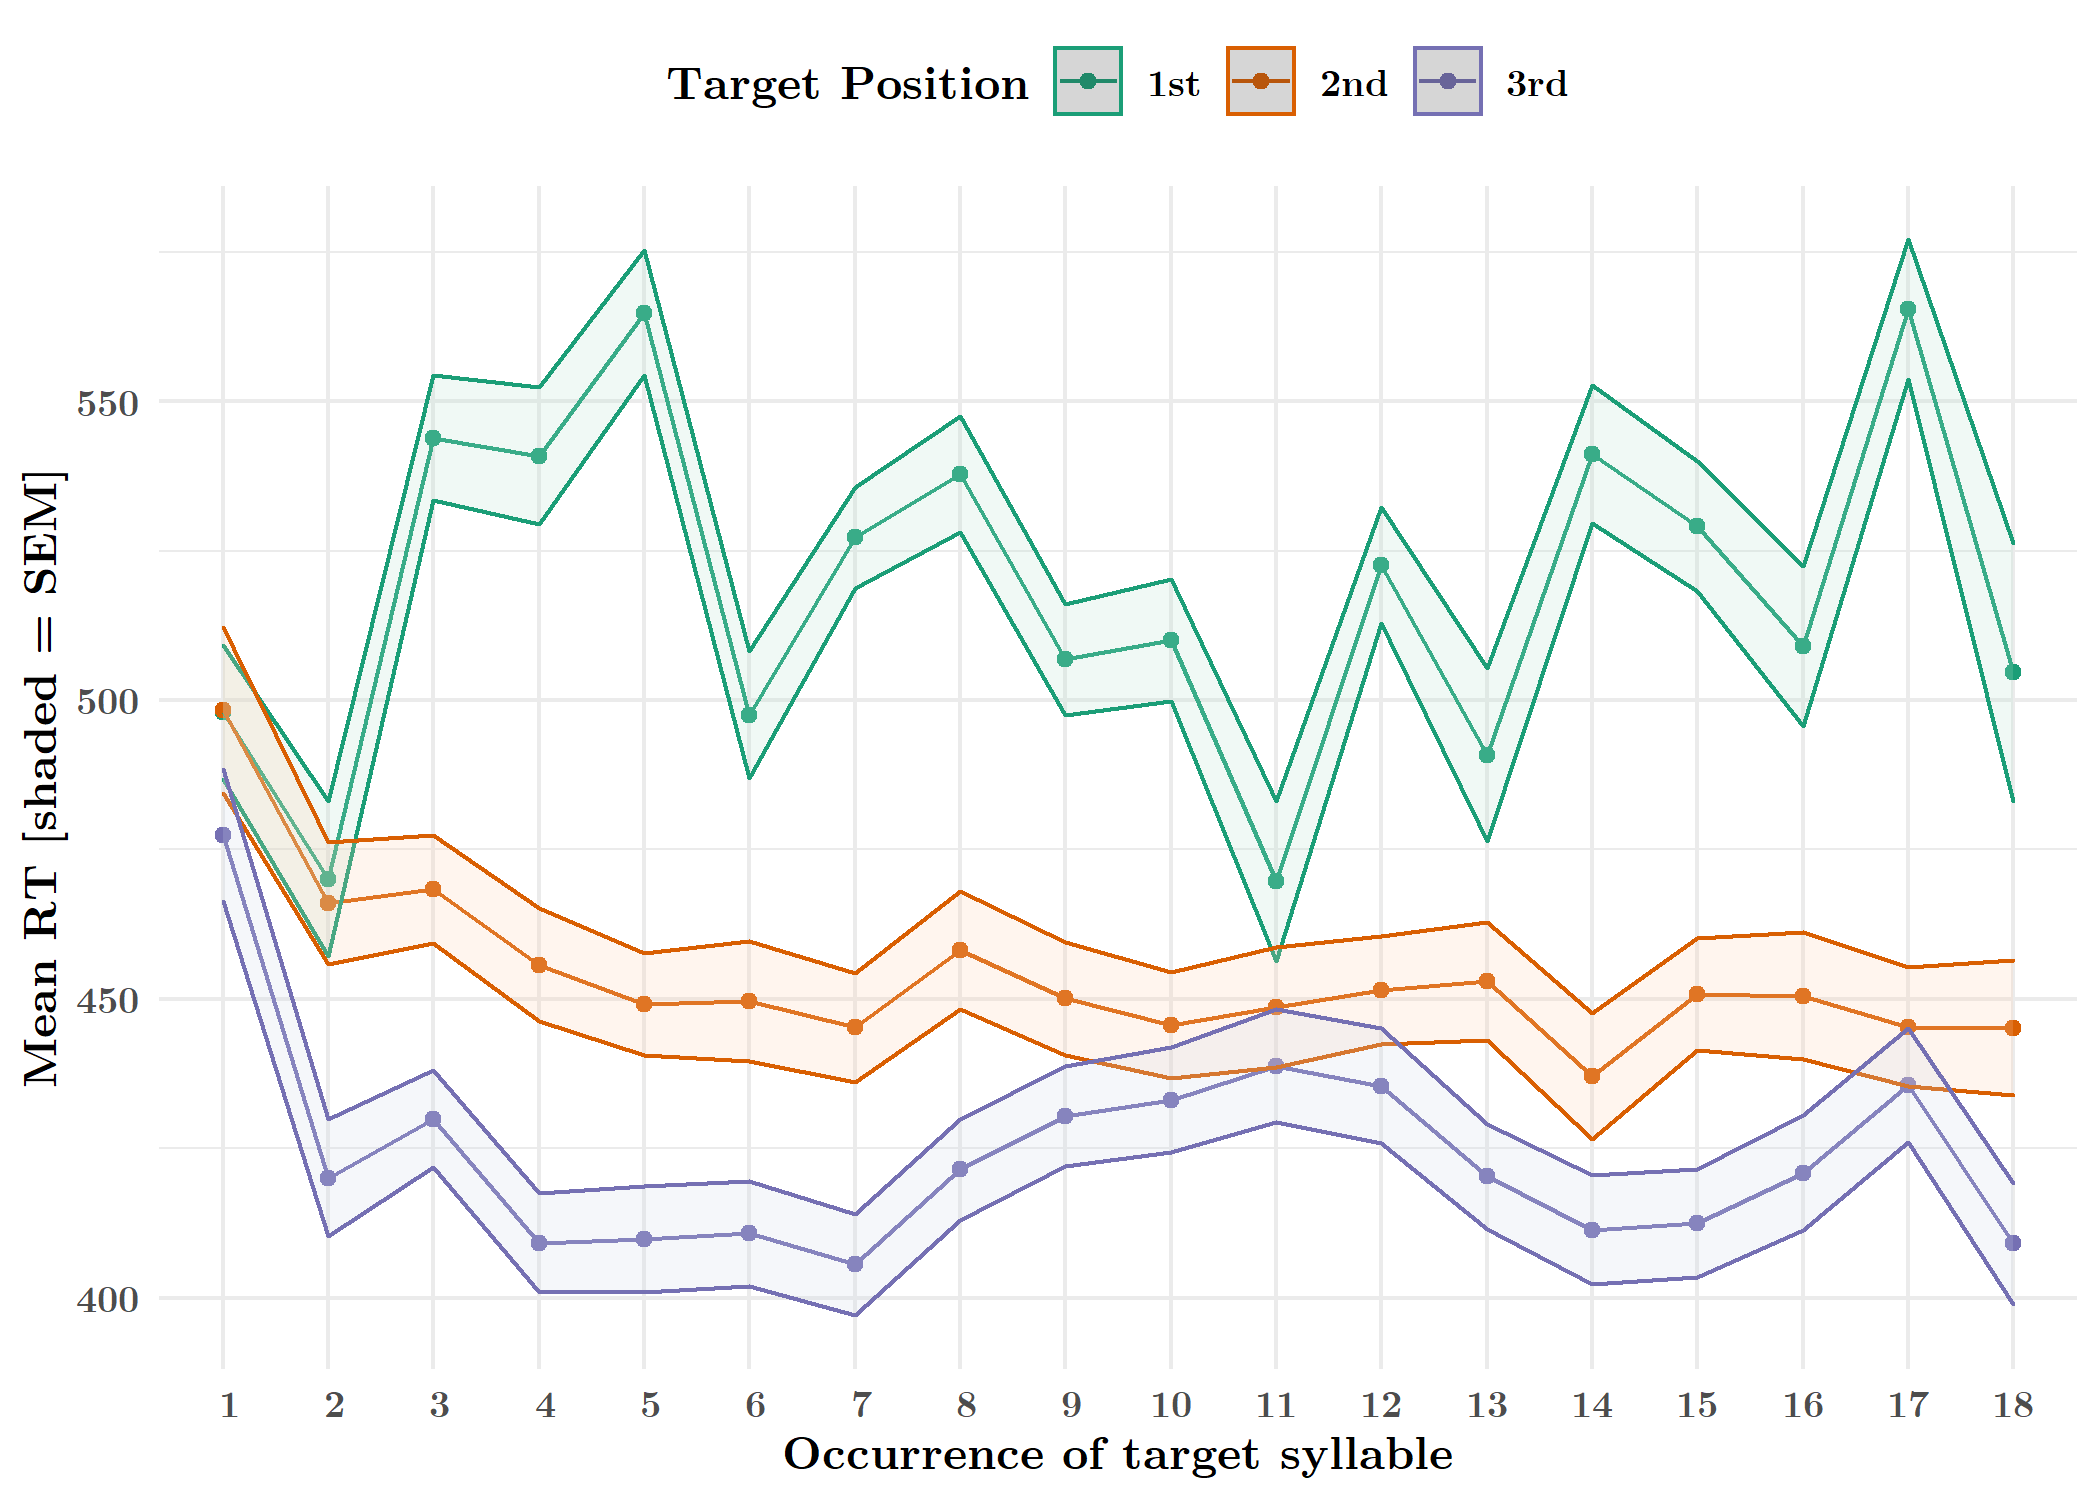 Target Position 1st 2nd 3rd
Mean RT [shaded = SEM]
550
500
450
400
1 2 3 4 5 6 7 8 9 10 11 12 13 14 15 16 17 18
Occurrence of target syllable